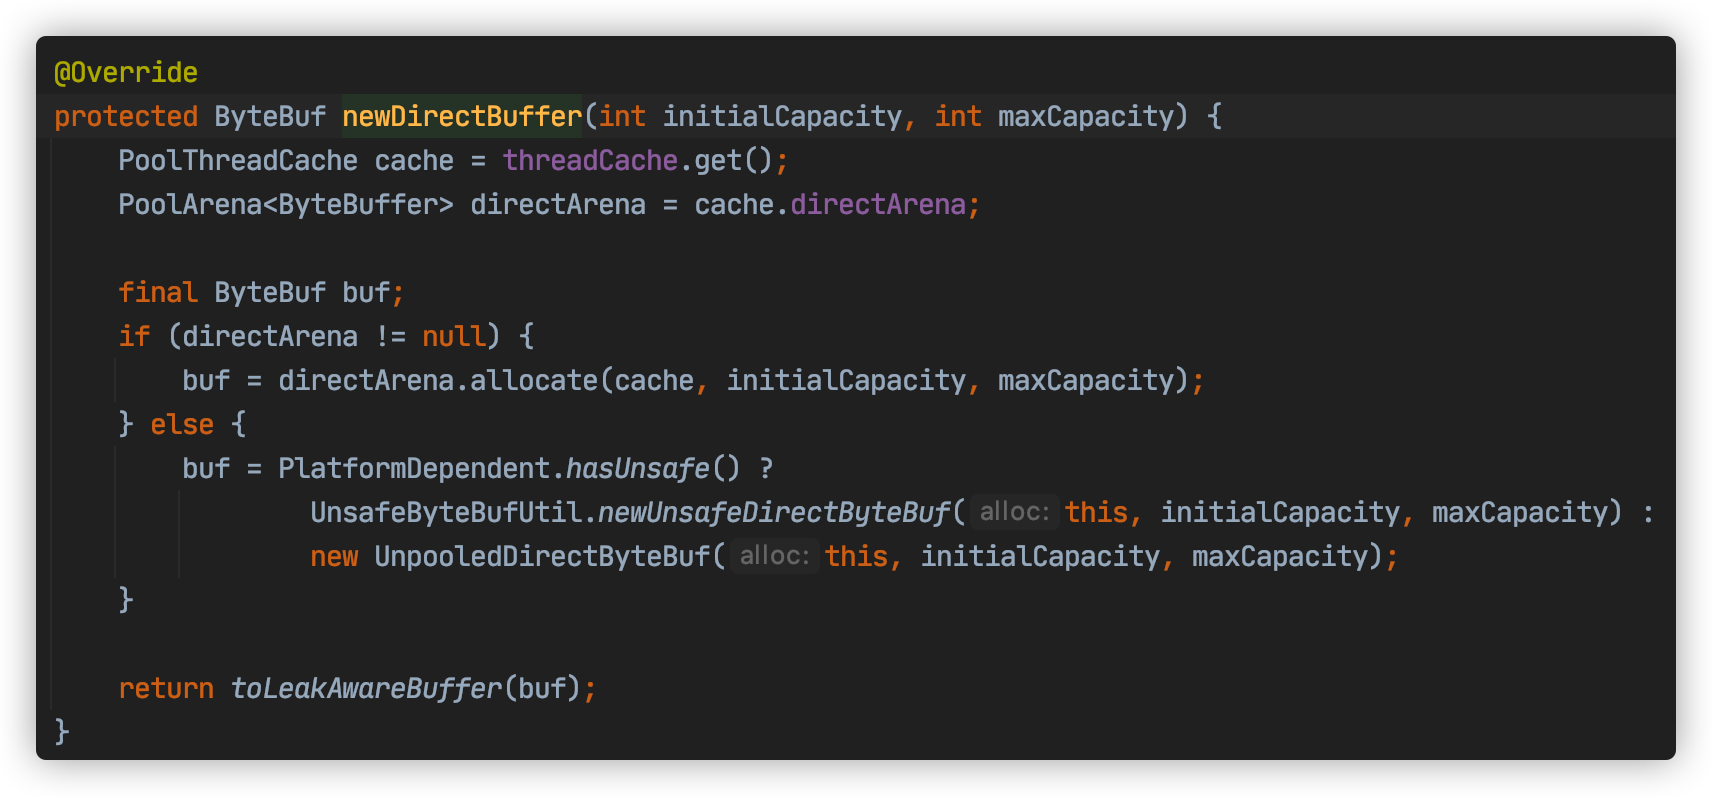 @Override
protected ByteBuf newDirectBuffer(int initialCapacity, int maxCapacity) {
    PoolThreadCache cache = threadCache.get();
    PoolArena<ByteBuffer> directArena = cache.directArena;

    final ByteBuf buf;
    if (directArena != null) {
        buf = directArena.allocate(cache, initialCapacity, maxCapacity);
    } else {
        buf = PlatformDependent.hasUnsafe() ?
                UnsafeByteBufUtil.newUnsafeDirectByteBuf( alloc: this, initialCapacity, maxCapacity) :
                new UnpooledDirectByteBuf( alloc: this, initialCapacity, maxCapacity);
    }

    return toLeakAwareBuffer(buf);
}